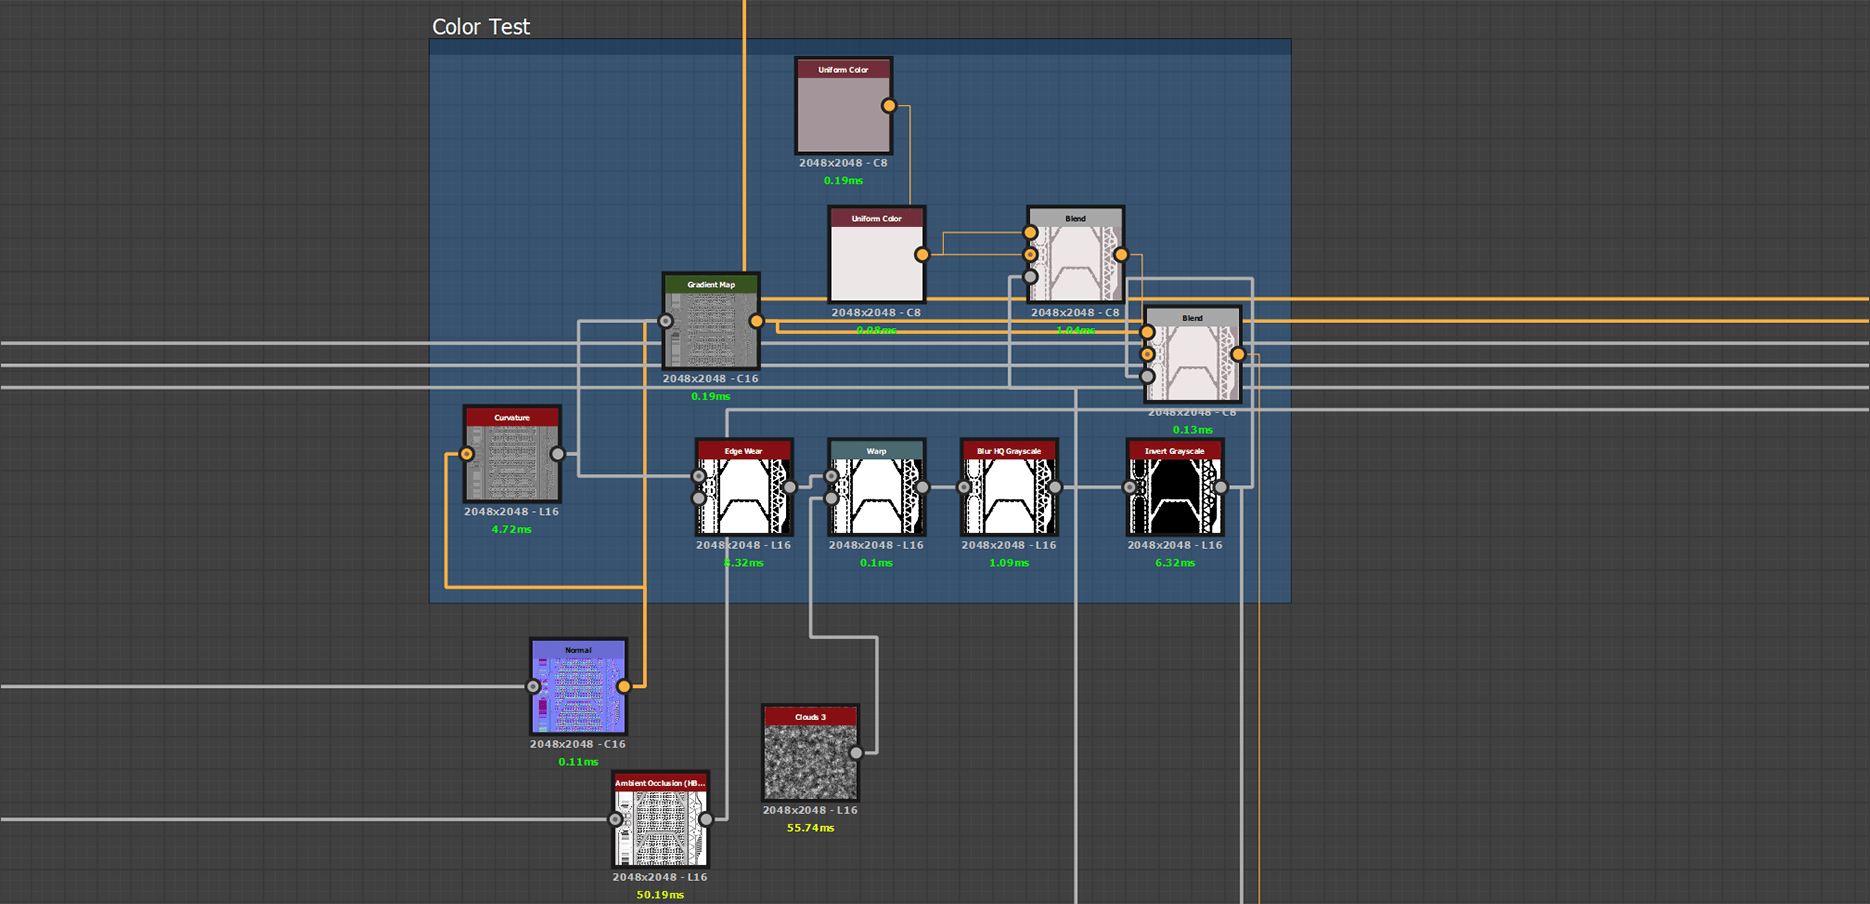 Color Test
Uniform Color
2048x2048 - C8
0.19ms
Uniform Color
2048x2048 - C8
0.08ms
Blend
2048x2048 - C8
1.04ms
Gradient Map
2048x2048 - C16
0.19ms
Blend
2048x2048 - C8
0.13ms
Curvature
2048x2048 - L16
4.72ms
Edge Wear
2048x2048 - L16
Warp
2048x2048 - L16
0.1ms
Blur HQ Grayscale
2048x2048 - L16
1.09ms
Invert Grayscale
2048x2048 - L16
6.32ms
Normal
2048x2048 - C16
0.11ms
Clouds 3
2048x2048 - L16
55.74ms
Ambient Occlusion (HB...
2048x2048 - L16
50.19ms